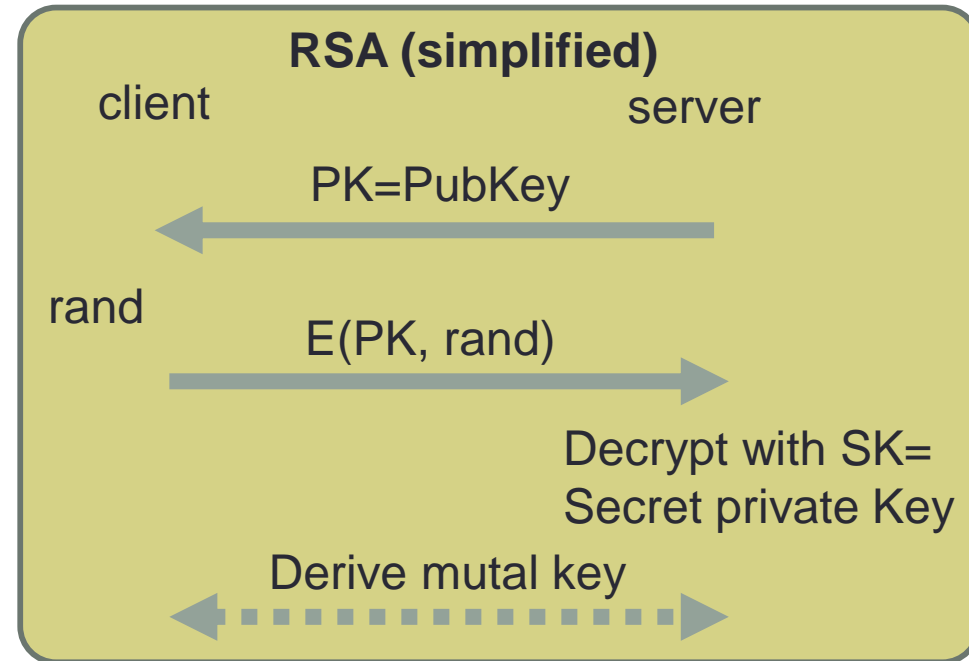 RSA (simplified)
client
server
PK=PubKey
rand
E(PK, rand)
Decrypt with SK=
Secret private Key
Derive mutal key